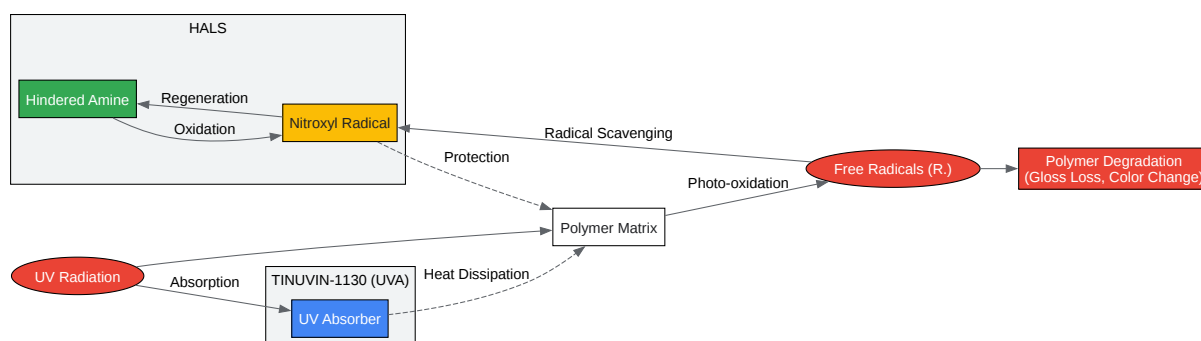 HALS
Hindered Amine
Regeneration
Oxidation
Nitroxyl Radical
Radical Scavenging
Protection
Free Radicals (R.)
Polymer Degradation
(Gloss Loss, Color Change)
Photo-oxidation
Polymer Matrix
UV Radiation
Absorption
TINUVIN-1130 (UVA)
Heat Dissipation
UV Absorber